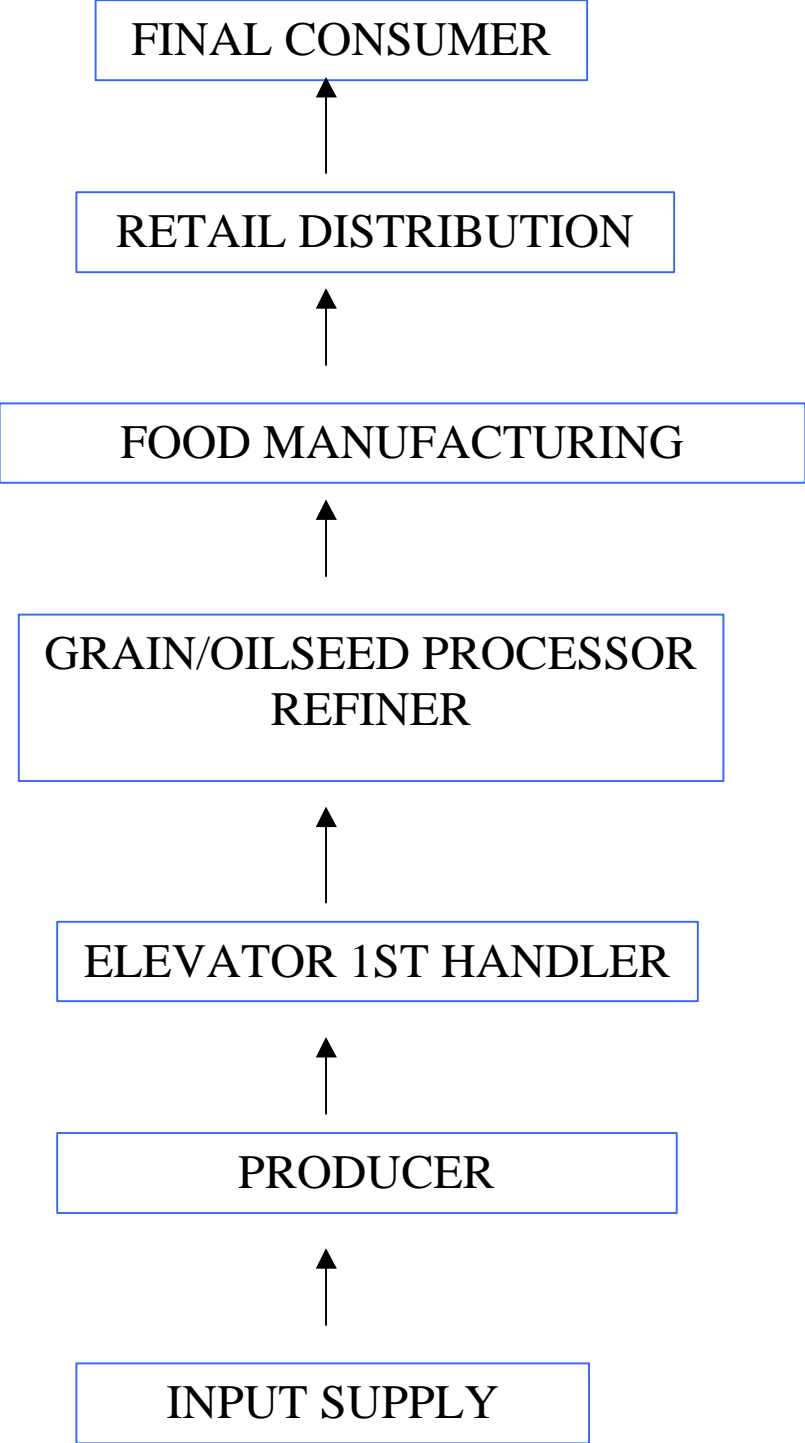 FINAL CONSUMER
RETAIL DISTRIBUTION
FOOD MANUFACTURING
GRAIN/OILSEED PROCESSOR
REFINER
ELEVATOR 1ST HANDLER
PRODUCER
INPUT SUPPLY